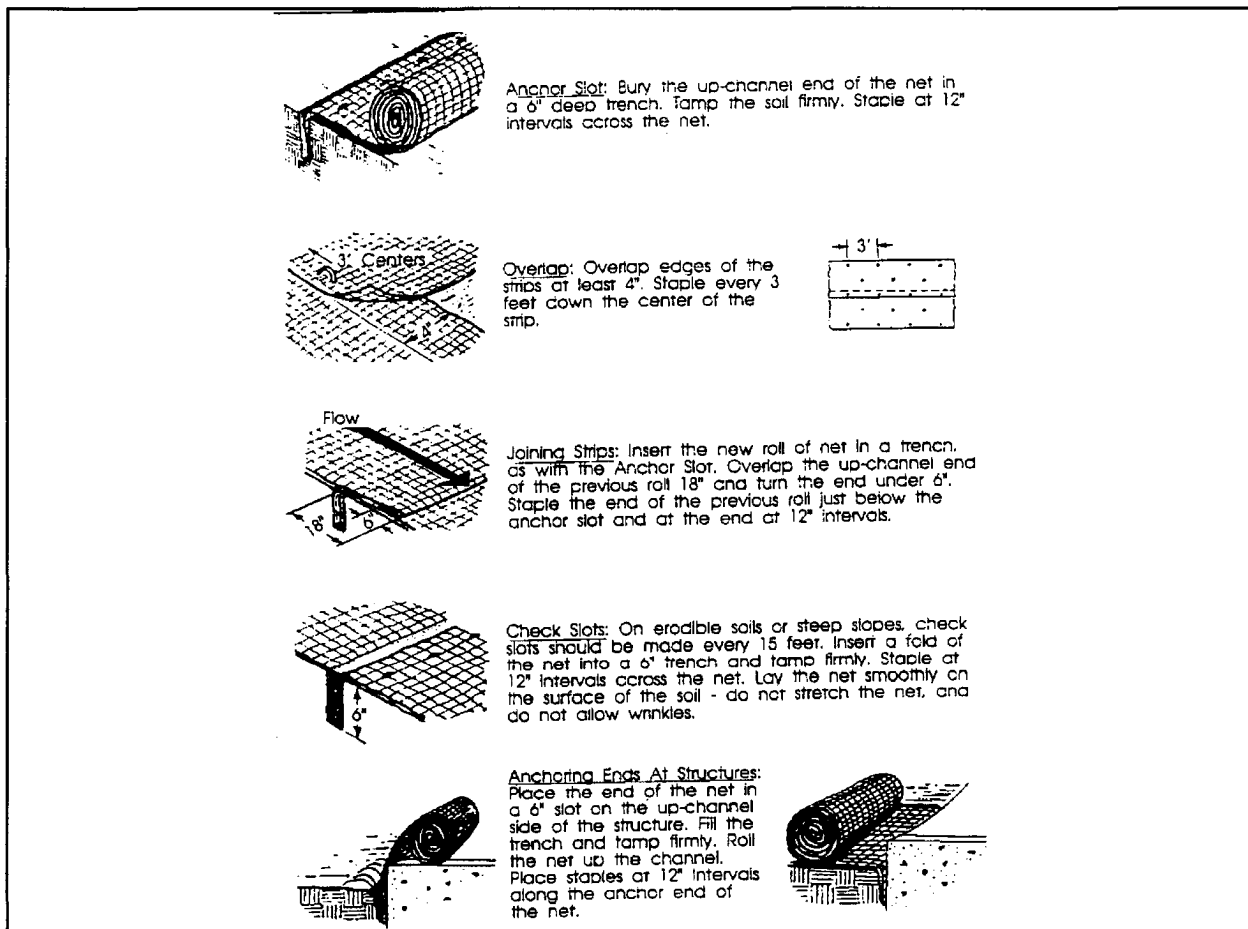 Anchor Slot: Bury the up-channel end of the net in
a 6" deep trench. Tamp the soil firmly. Staple at 12"
intervals across the net.
3' Centers
4"
Overlap: Overlap edges of the
strips at least 4". Staple every 3
feet down the center of the
strip.
3'
Flow
18"
6"
Joining Strips: Insert the new roll of net in a trench,
as with the Anchor Slot. Overlap the up-channel end
of the previous roll 18" and turn the end under 6".
Staple the end of the previous roll just below the
anchor slot and at the end at 12" intervals.
6"
Check Slots: On erodible soils or steep slopes, check
slots should be made every 15 feet. Insert a fold of
the net into a 6" trench and tamp firmly. Staple at
12" intervals across the net. Lay the net smoothly on
the surface of the soil - do not stretch the net, and
do not allow wrinkles.
Anchoring Ends At Structures:
Place the end of the net in
a 6" slot on the up-channel
side of the structure. Fill the
trench and tamp firmly. Roll
the net up the channel.
Place staples at 12" intervals
along the anchor end of
the net.